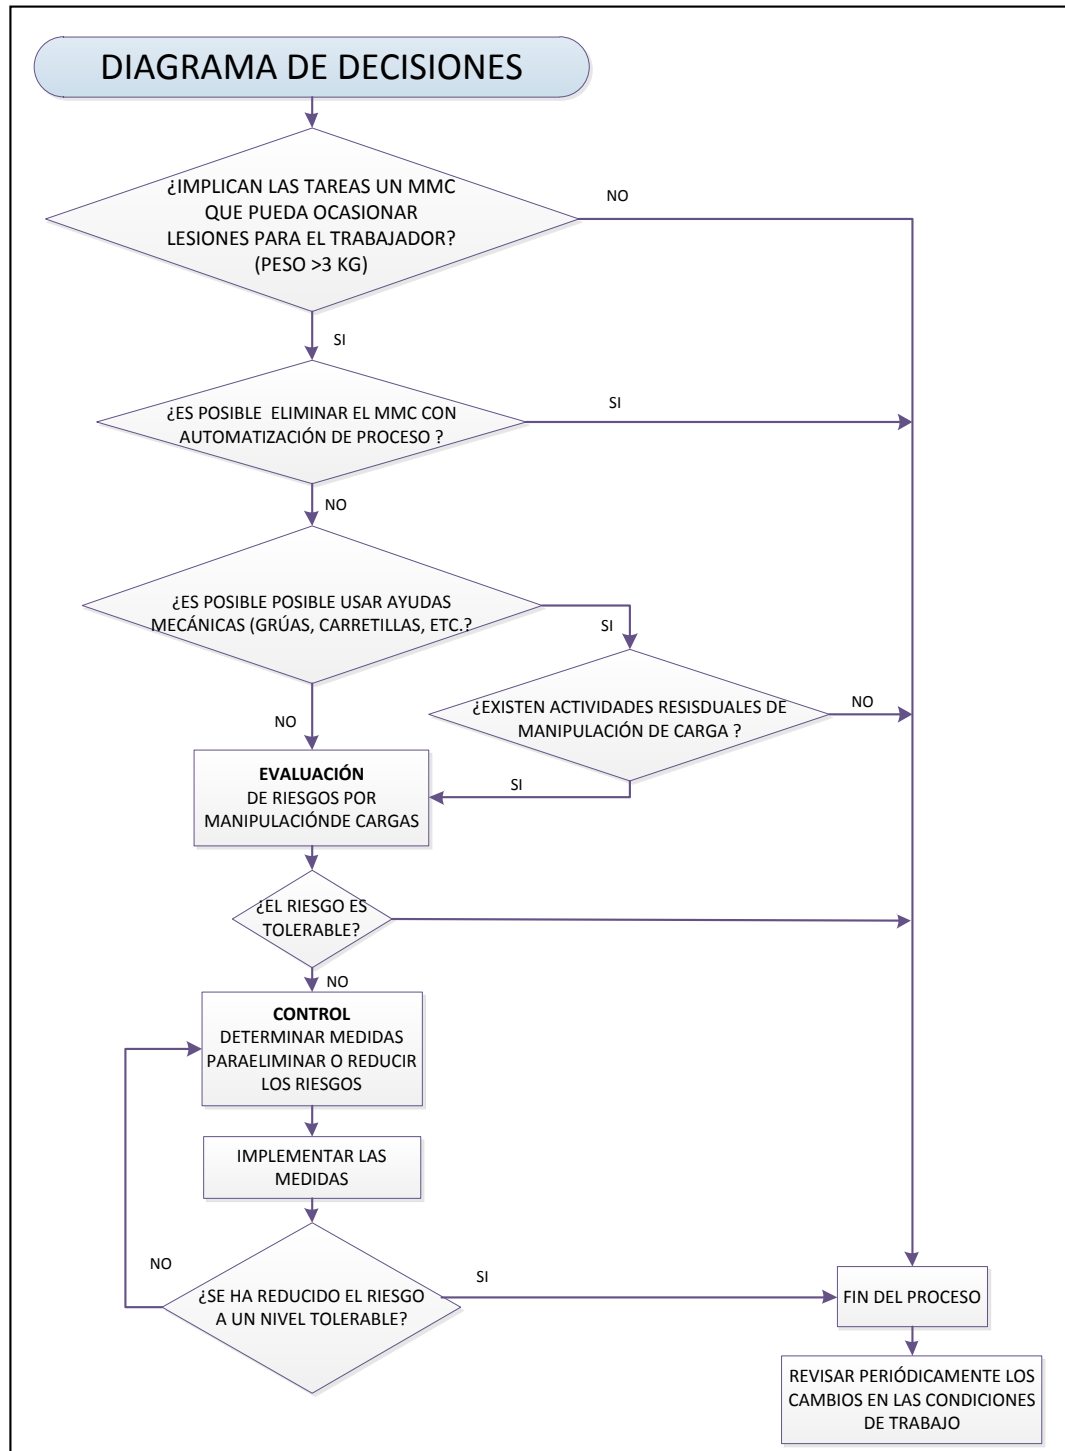 DIAGRAMA DE DECISIONES
¿IMPLICAN LAS TAREAS UN MMC
QUE PUEDA OCASIONAR
LESIONES PARA EL TRABAJADOR?
(PESO >3 KG)
NO
SI
¿ES POSIBLE  ELIMINAR EL MMC CON
AUTOMATIZACIÓN DE PROCESO ?
SI
NO
¿ES POSIBLE POSIBLE USAR AYUDAS
MECÁNICAS (GRÚAS, CARRETILLAS, ETC.?
SI
¿EXISTEN ACTIVIDADES RESISDUALES DE
MANIPULACIÓN DE CARGA ?
NO
NO
SI
EVALUACIÓN
DE RIESGOS POR
MANIPULACIÓNDE CARGAS
¿EL RIESGO ES
TOLERABLE?
NO
CONTROL
DETERMINAR MEDIDAS
PARAELIMINAR O REDUCIR
LOS RIESGOS
IMPLEMENTAR LAS
MEDIDAS
NO
¿SE HA REDUCIDO EL RIESGO
A UN NIVEL TOLERABLE?
SI
FIN DEL PROCESO
REVISAR PERIÓDICAMENTE LOS
CAMBIOS EN LAS CONDICIONES
DE TRABAJO